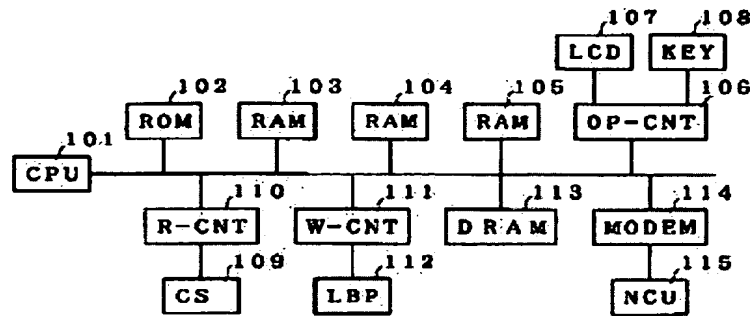 107 108
LCD KEY
102 103 104 105 106
ROM RAM RAM RAM OP-CNT
101
CPU
110 111 113 114
R-CNT W-CNT DRAM MODEM
109 112 115
CS LBP NCU